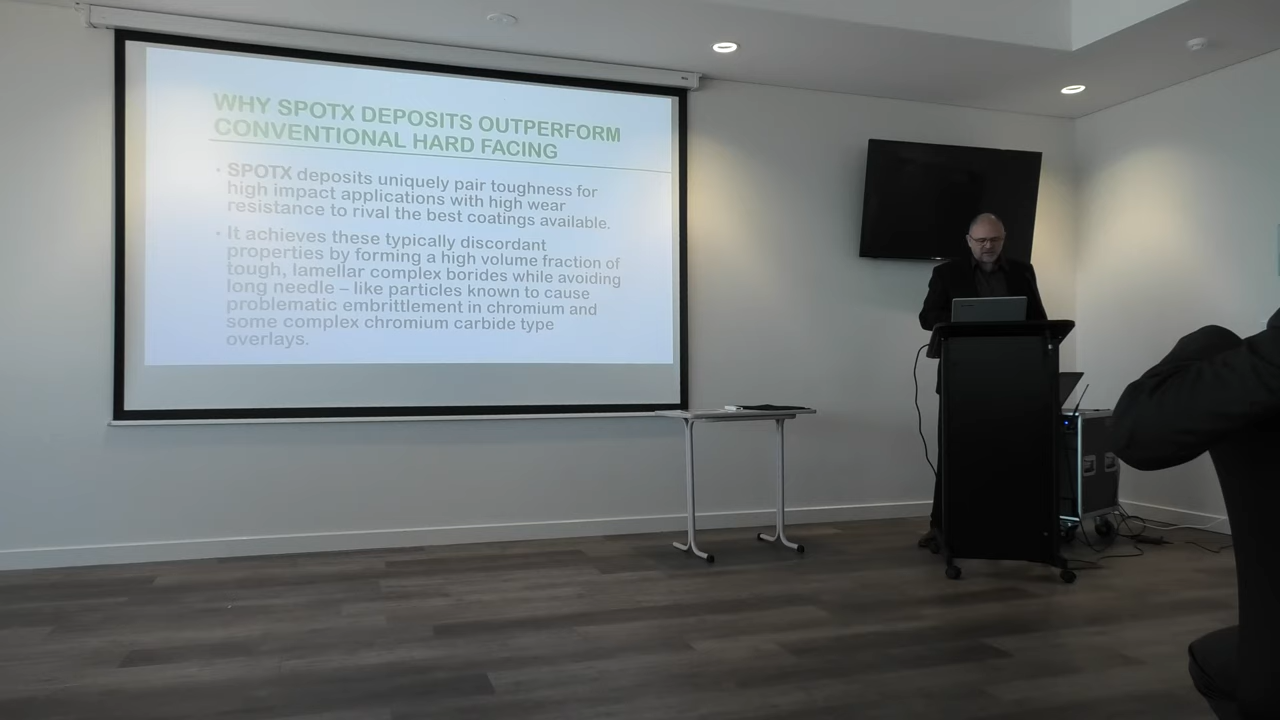 WHY SPOTX DEPOSITS OUTPERFORM
CONVENTIONAL HARD FACING
• SPOTX deposits uniquely pair toughness for
high impact applications with high wear
resistance to rival the best coatings available.
• It achieves these typically discordant
properties by forming a high volume fraction of
tough, lamellar complex borides while avoiding
long needle – like particles known to cause
problematic embrittlement in chromium and
some complex chromium carbide type
overlays.